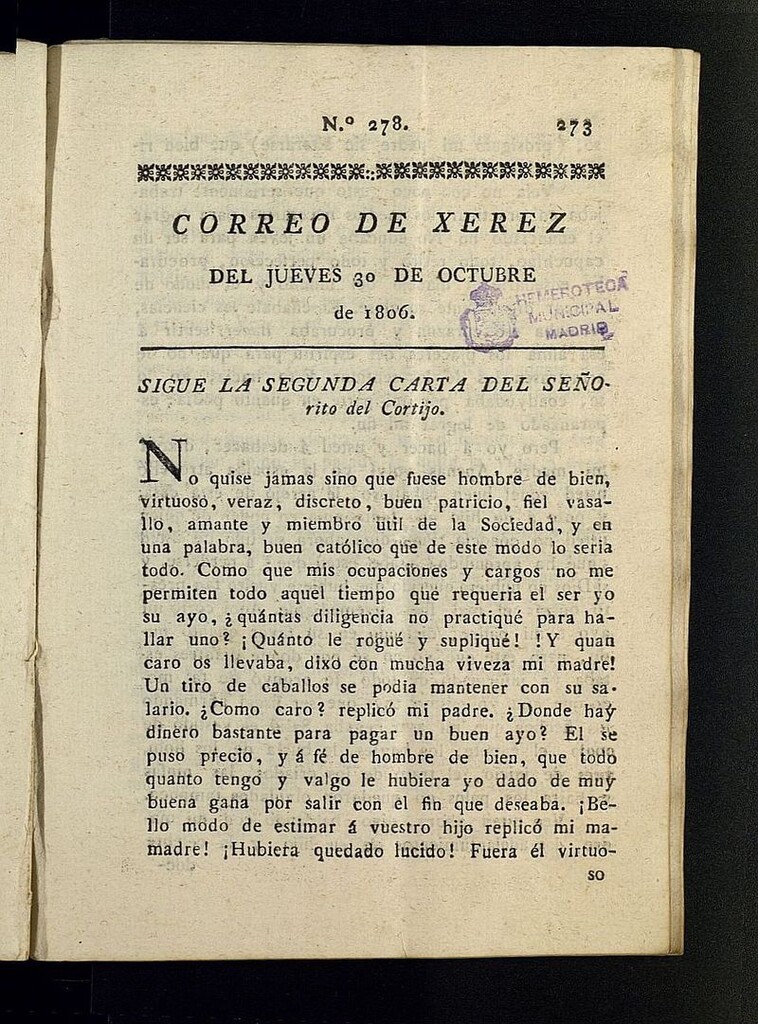 N.º 278. 273
CORREO DE XEREZ
DEL JUEVES 30 DE OCTUBRE
de 1806.
HEMEROTECA
MUNICIPAL
MADRID
SIGUE LA SEGUNDA CARTA DEL SEÑO-
rito del Cortijo.
No quise jamas sino que fuese hombre de bien,
virtuoso, veraz, discreto, buen patricio, fiel vasa-
llo, amante y miembro util de la Sociedad, y en
una palabra, buen católico que de este modo lo seria
todo. Como que mis ocupaciones y cargos no me
permiten todo aquel tiempo que requeria el ser yo
su ayo, ¿quántas diligencia no practiqué para ha-
llar uno? ¡Quánto le rogué y supliqué! !Y quan
caro os llevaba, dixo con mucha viveza mi madre!
Un tiro de caballos se podia mantener con su sa-
lario. ¿Como caro? replicó mi padre. ¿Donde hay
dinero bastante para pagar un buen ayo? El se
puso precio, y á fé de hombre de bien, que todo
quanto tengo y valgo le hubiera yo dado de muy
buena gana por salir con el fin que deseaba. ¡Be-
llo modo de estimar á vuestro hijo replicó mi ma-
madre! ¡Hubiera quedado lucido! Fuera él virtuo-
so